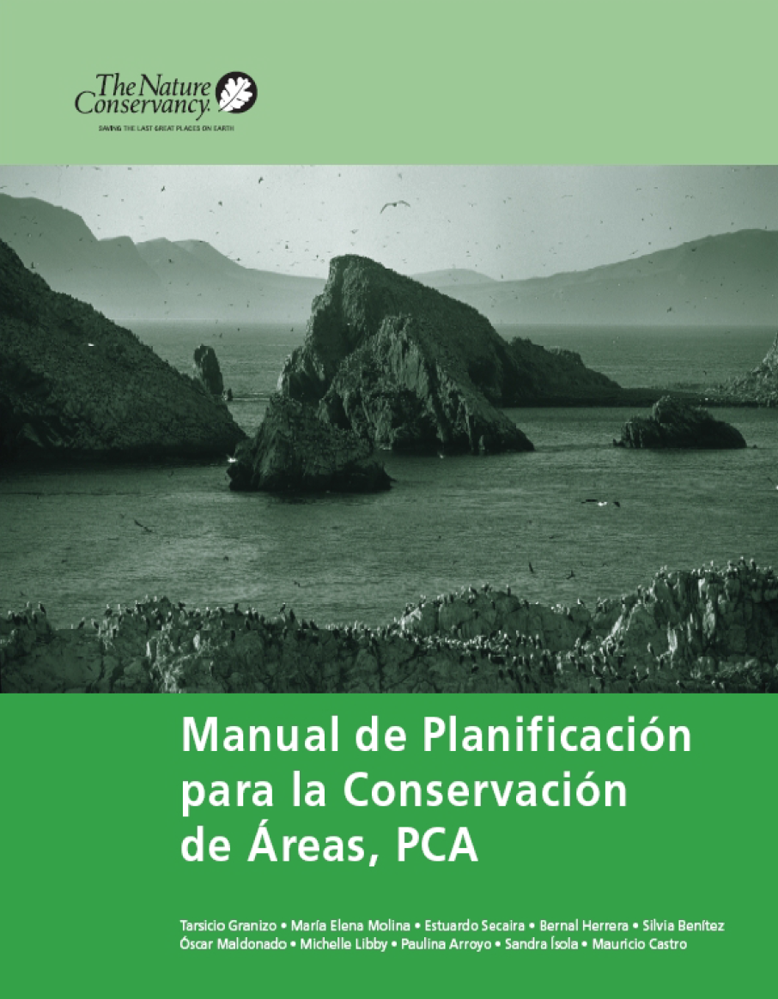 The Nature
Conservancy.
SAVING THE LAST GREAT PLACES ON EARTH
Manual de Planificación
para la Conservación
de Áreas, PCA
Tarsicio Granizo • María Elena Molina • Estuardo Secaira • Bernal Herrera • Silvia Benítez
Óscar Maldonado • Michelle Libby • Paulina Arroyo • Sandra Ísola • Mauricio Castro